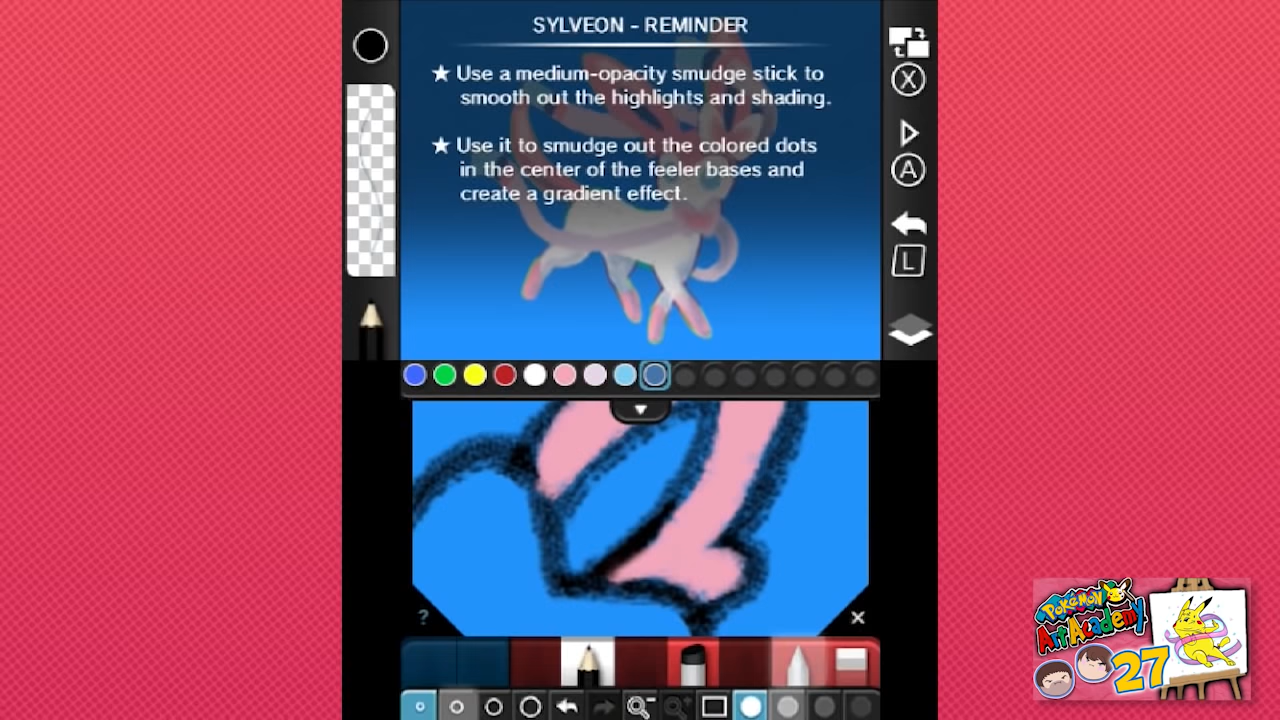 SYLVEON - REMINDER
★ Use a medium-opacity smudge stick to
smooth out the highlights and shading.
★ Use it to smudge out the colored dots
in the center of the feeler bases and
create a gradient effect.
X
A
L
?
POKéMON
Art Academy
27